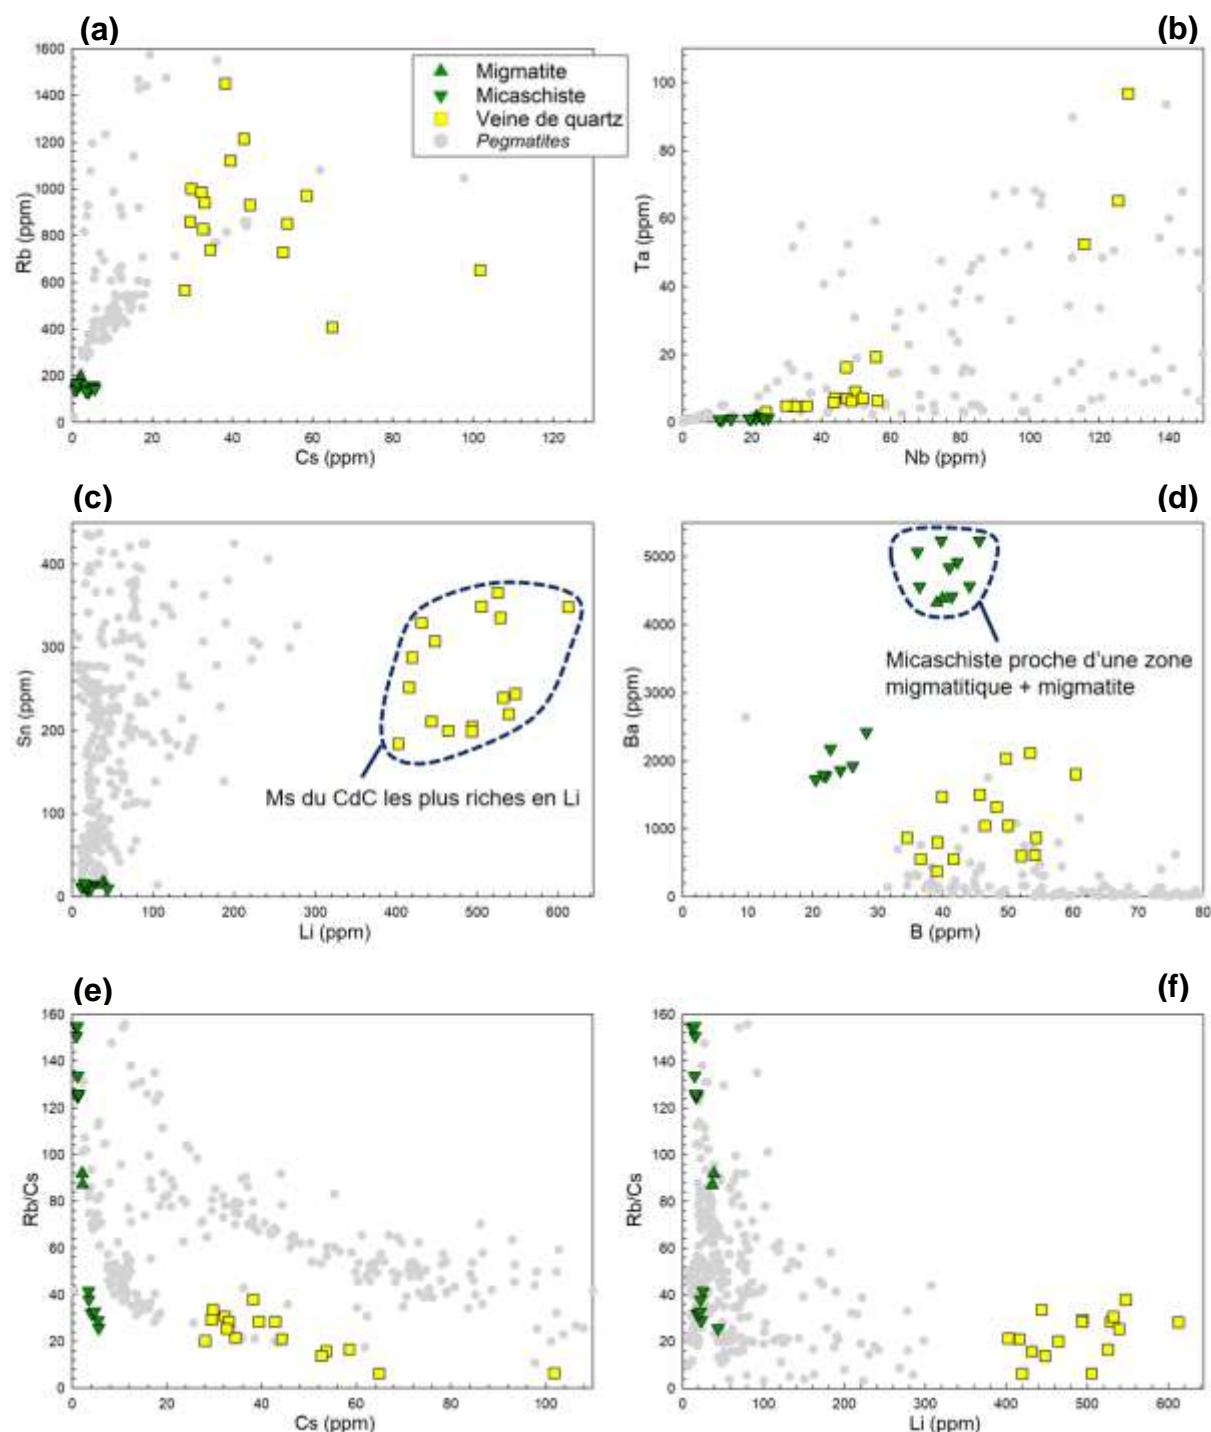 (a)
1600
1400
1200
1000
800
600
400
200
0
Rb (ppm)
0 20 40 60 80 100 120
Cs (ppm)
Migmatite
Micaschiste
Veine de quartz
Pegmatites
(b)
100
80
60
40
20
0
Ta (ppm)
0 20 40 60 80 100 120 140
Nb (ppm)
(c)
400
300
200
100
0
Sn (ppm)
0 100 200 300 400 500 600
Li (ppm)
Ms du CdC les plus riches en Li
(d)
5000
4000
3000
2000
1000
0
Ba (ppm)
0 10 20 30 40 50 60 70 80
B (ppm)
Micaschiste proche d'une zone
migmatitique + migmatite
(e)
160
140
120
100
80
60
40
20
0
Rb/Cs
0 20 40 60 80 100
Cs (ppm)
(f)
160
140
120
100
80
60
40
20
0
Rb/Cs
0 100 200 300 400 500 600
Li (ppm)